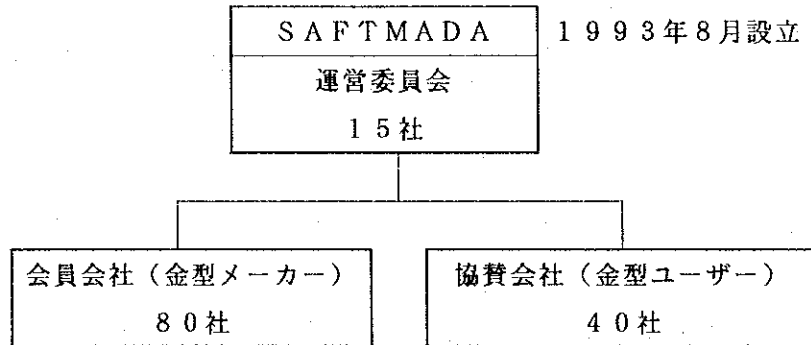 ＳＡＦＴＭＡＤＡ　１９９３年８月設立
運営委員会
１５社
会員会社（金型メーカー）　協賛会社（金型ユーザー）
８０社　４０社